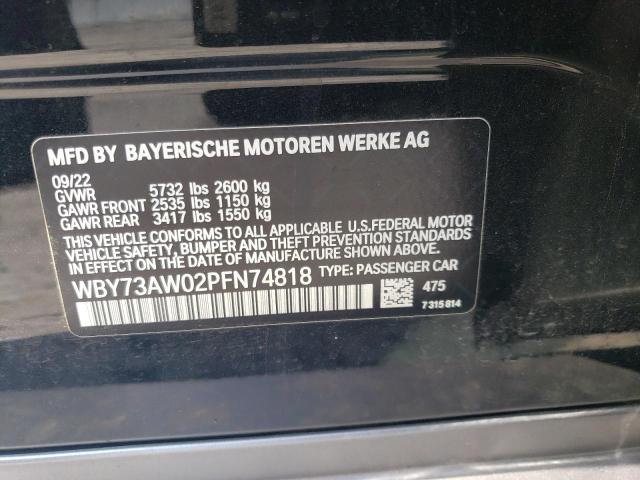 MFD BY BAYERISCHE MOTOREN WERKE AG
09/22
GVWR 5732 lbs 2600 kg
GAWR FRONT 2535 lbs 1150 kg
GAWR REAR 3417 lbs 1550 kg
THIS VEHICLE CONFORMS TO ALL APPLICABLE U.S.FEDERAL MOTOR
VEHICLE SAFETY, BUMPER AND THEFT PREVENTION STANDARDS
IN EFFECT ON THE DATE OF MANUFACTURE SHOWN ABOVE.
WBY73AW02PFN74818 TYPE: PASSENGER CAR
475
7315814